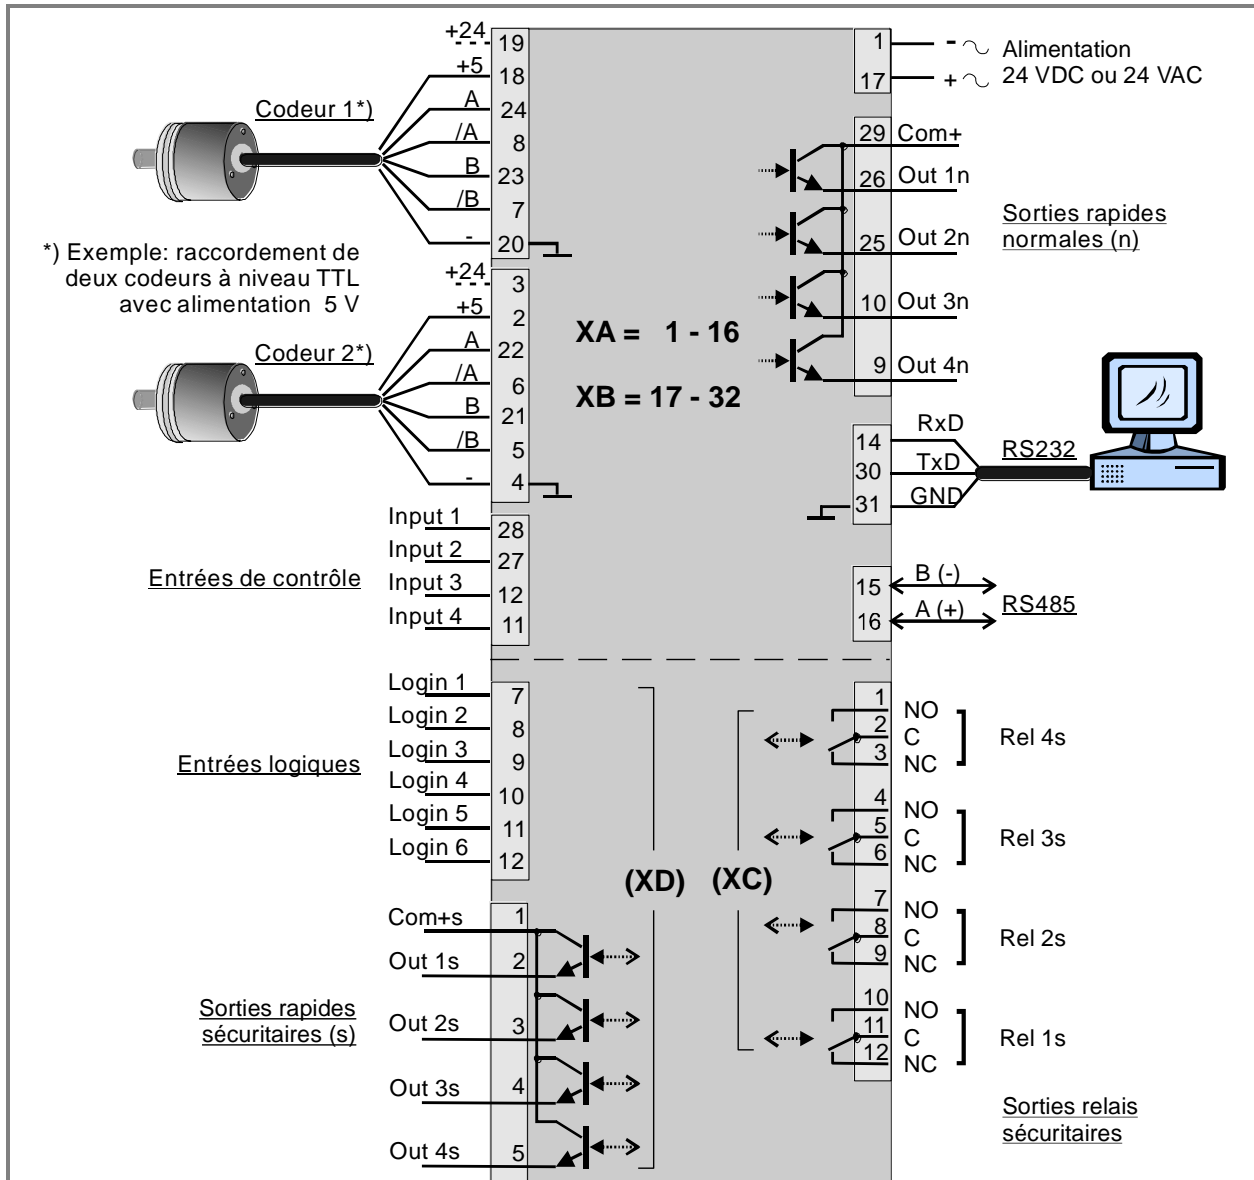 +24 19
+5 18
A 24
/A 8
B 23
/B 7
- 20
Codeur 1*)
*) Exemple: raccordement de
deux codeurs à niveau TTL
avec alimentation 5 V
+24 3
+5 2
A 22
/A 6
B 21
/B 5
- 4
Codeur 2*)
Entrées de contrôle
Input 1 28
Input 2 27
Input 3 12
Input 4 11
XA = 1 - 16
XB = 17 - 32
1 - Alimentation
17 + 24 VDC ou 24 VAC
29 Com+
26 Out 1n
25 Out 2n
10 Out 3n
9 Out 4n
Sorties rapides
normales (n)
14 RxD
30 TxD
31 GND
RS232
15 B (-)
16 A (+)
RS485
Entrées logiques
Login 1 7
Login 2 8
Login 3 9
Login 4 10
Login 5 11
Login 6 12
Com+s 1
Out 1s 2
Out 2s 3
Out 3s 4
Out 4s 5
Sorties rapides
sécuritaires (s)
(XD) (XC)
1 NO
2 C
3 NC
Rel 4s
4 NO
5 C
6 NC
Rel 3s
7 NO
8 C
9 NC
Rel 2s
10 NO
11 C
12 NC
Rel 1s
Sorties relais
sécuritaires